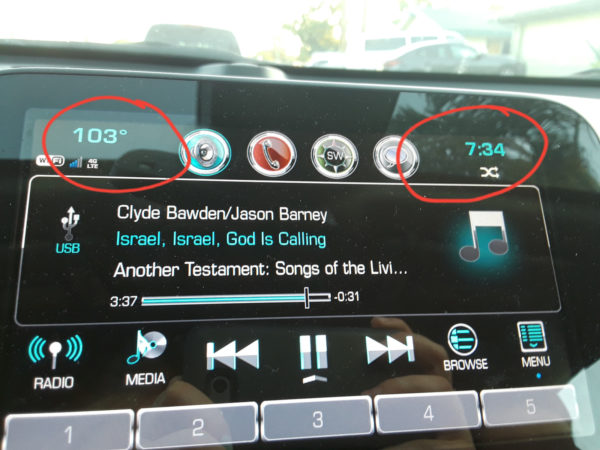 103°
7:34
WiFi
4G
LTE
SW
Clyde Bawden/Jason Barney
USB
Israel, Israel, God Is Calling
Another Testament: Songs of the Livi...
3:37
-0:31
RADIO
MEDIA
BROWSE
MENU
1
2
3
4
5